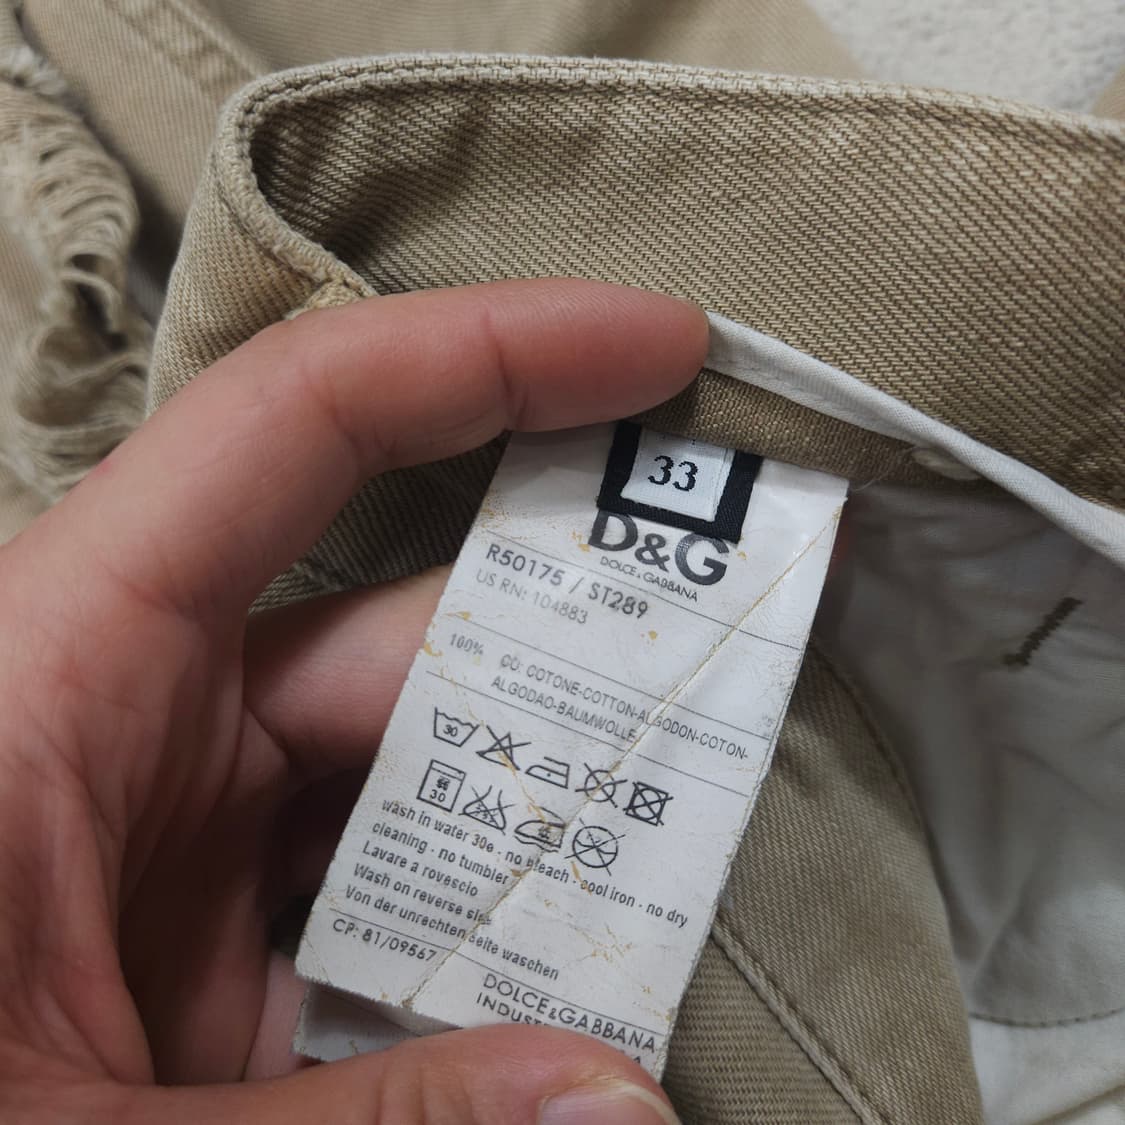 33
D&G
DOLCE & GABBANA
R50175 / ST289
US RN: 104883
100% CO: COTONE-COTTON-ALGODON-COTON-
ALGODAO-BAUMWOLLE
30
30
wash in water 30e - no bleach - cool iron - no dry
cleaning - no tumbler
Lavare a rovescio
Wash on reverse side
Von der unrechten seite waschen
CP: 81/09567
DOLCE & GABBANA